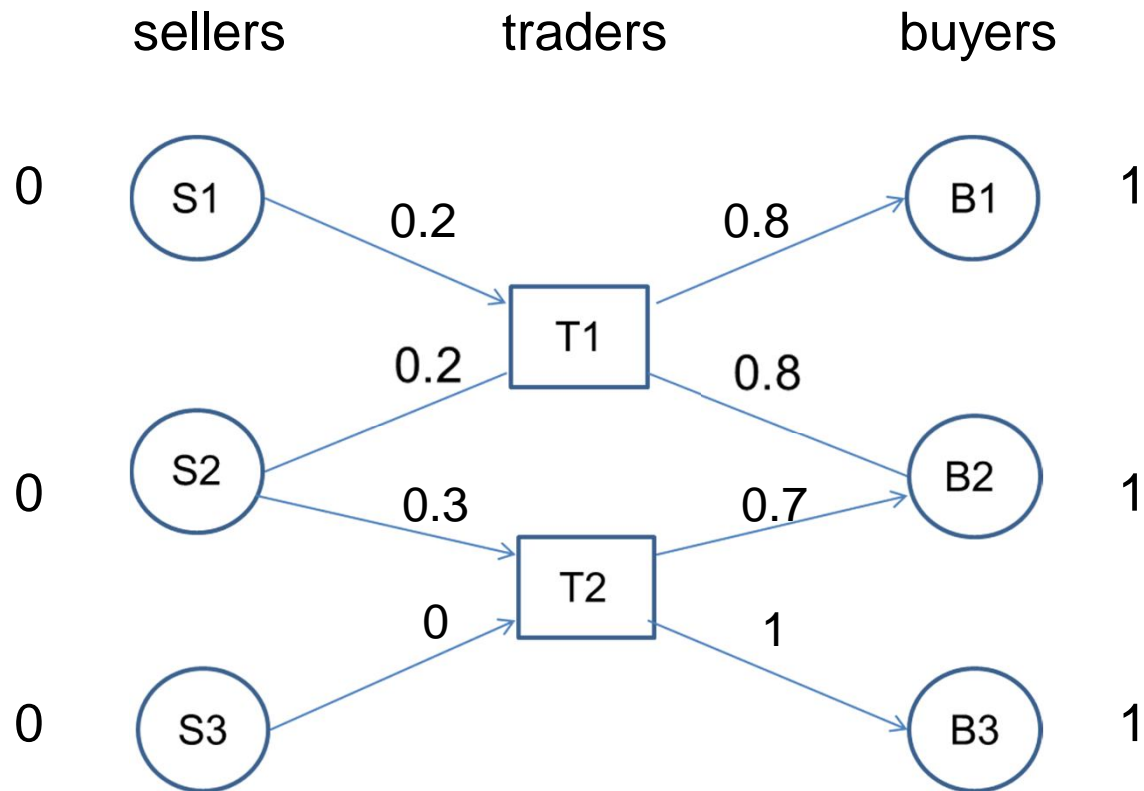 sellers traders buyers
0 S1 0.2 0.8 B1 1
T1
0.2 0.8
0 S2 0.3 0.7 B2 1
T2
0 1
0 S3 B3 1